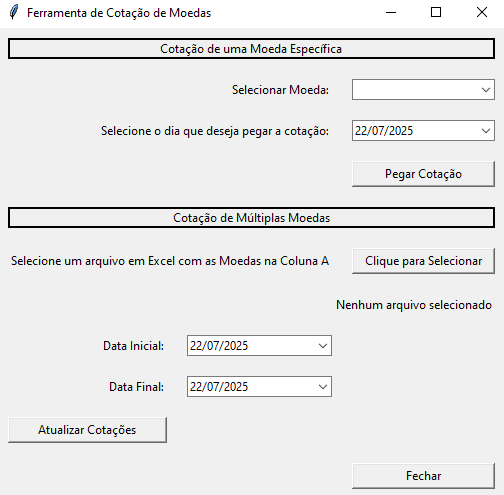 Ferramenta de Cotação de Moedas
Cotação de uma Moeda Específica
Selecionar Moeda:
Selecione o dia que deseja pegar a cotação: 22/07/2025
Pegar Cotação
Cotação de Múltiplas Moedas
Selecione um arquivo em Excel com as Moedas na Coluna A Clique para Selecionar
Nenhum arquivo selecionado
Data Inicial: 22/07/2025
Data Final: 22/07/2025
Atualizar Cotações
Fechar